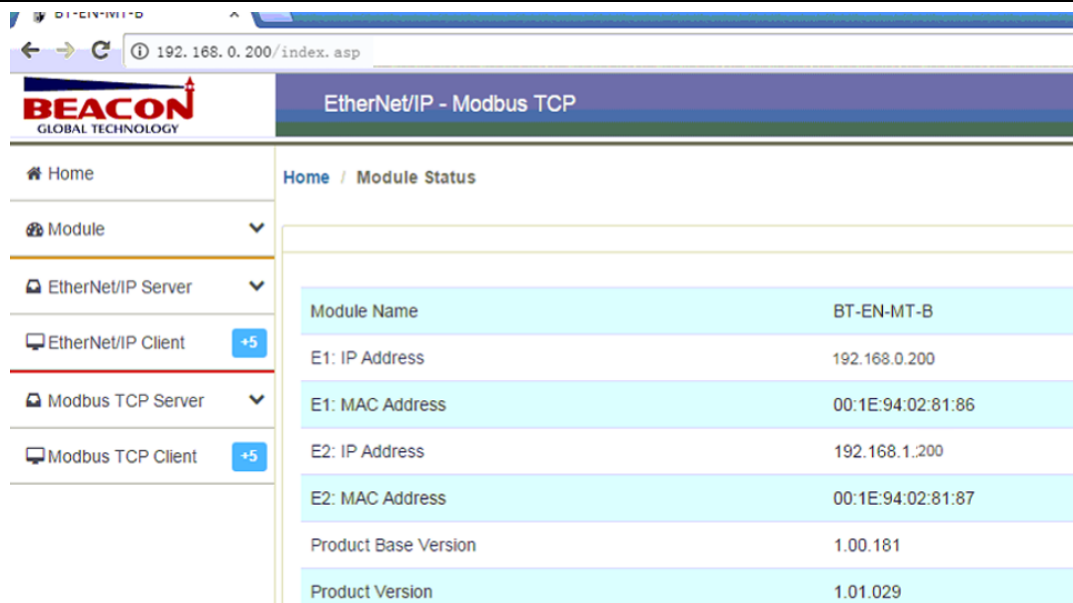 BT-EN-MT-B
192.168.0.200/index.asp
BEACON
GLOBAL TECHNOLOGY
EtherNet/IP - Modbus TCP
Home
Module
EtherNet/IP Server
EtherNet/IP Client +5
Modbus TCP Server
Modbus TCP Client +5
Home / Module Status
Module Name BT-EN-MT-B
E1: IP Address 192.168.0.200
E1: MAC Address 00:1E:94:02:81:86
E2: IP Address 192.168.1.:200
E2: MAC Address 00:1E:94:02:81:87
Product Base Version 1.00.181
Product Version 1.01.029